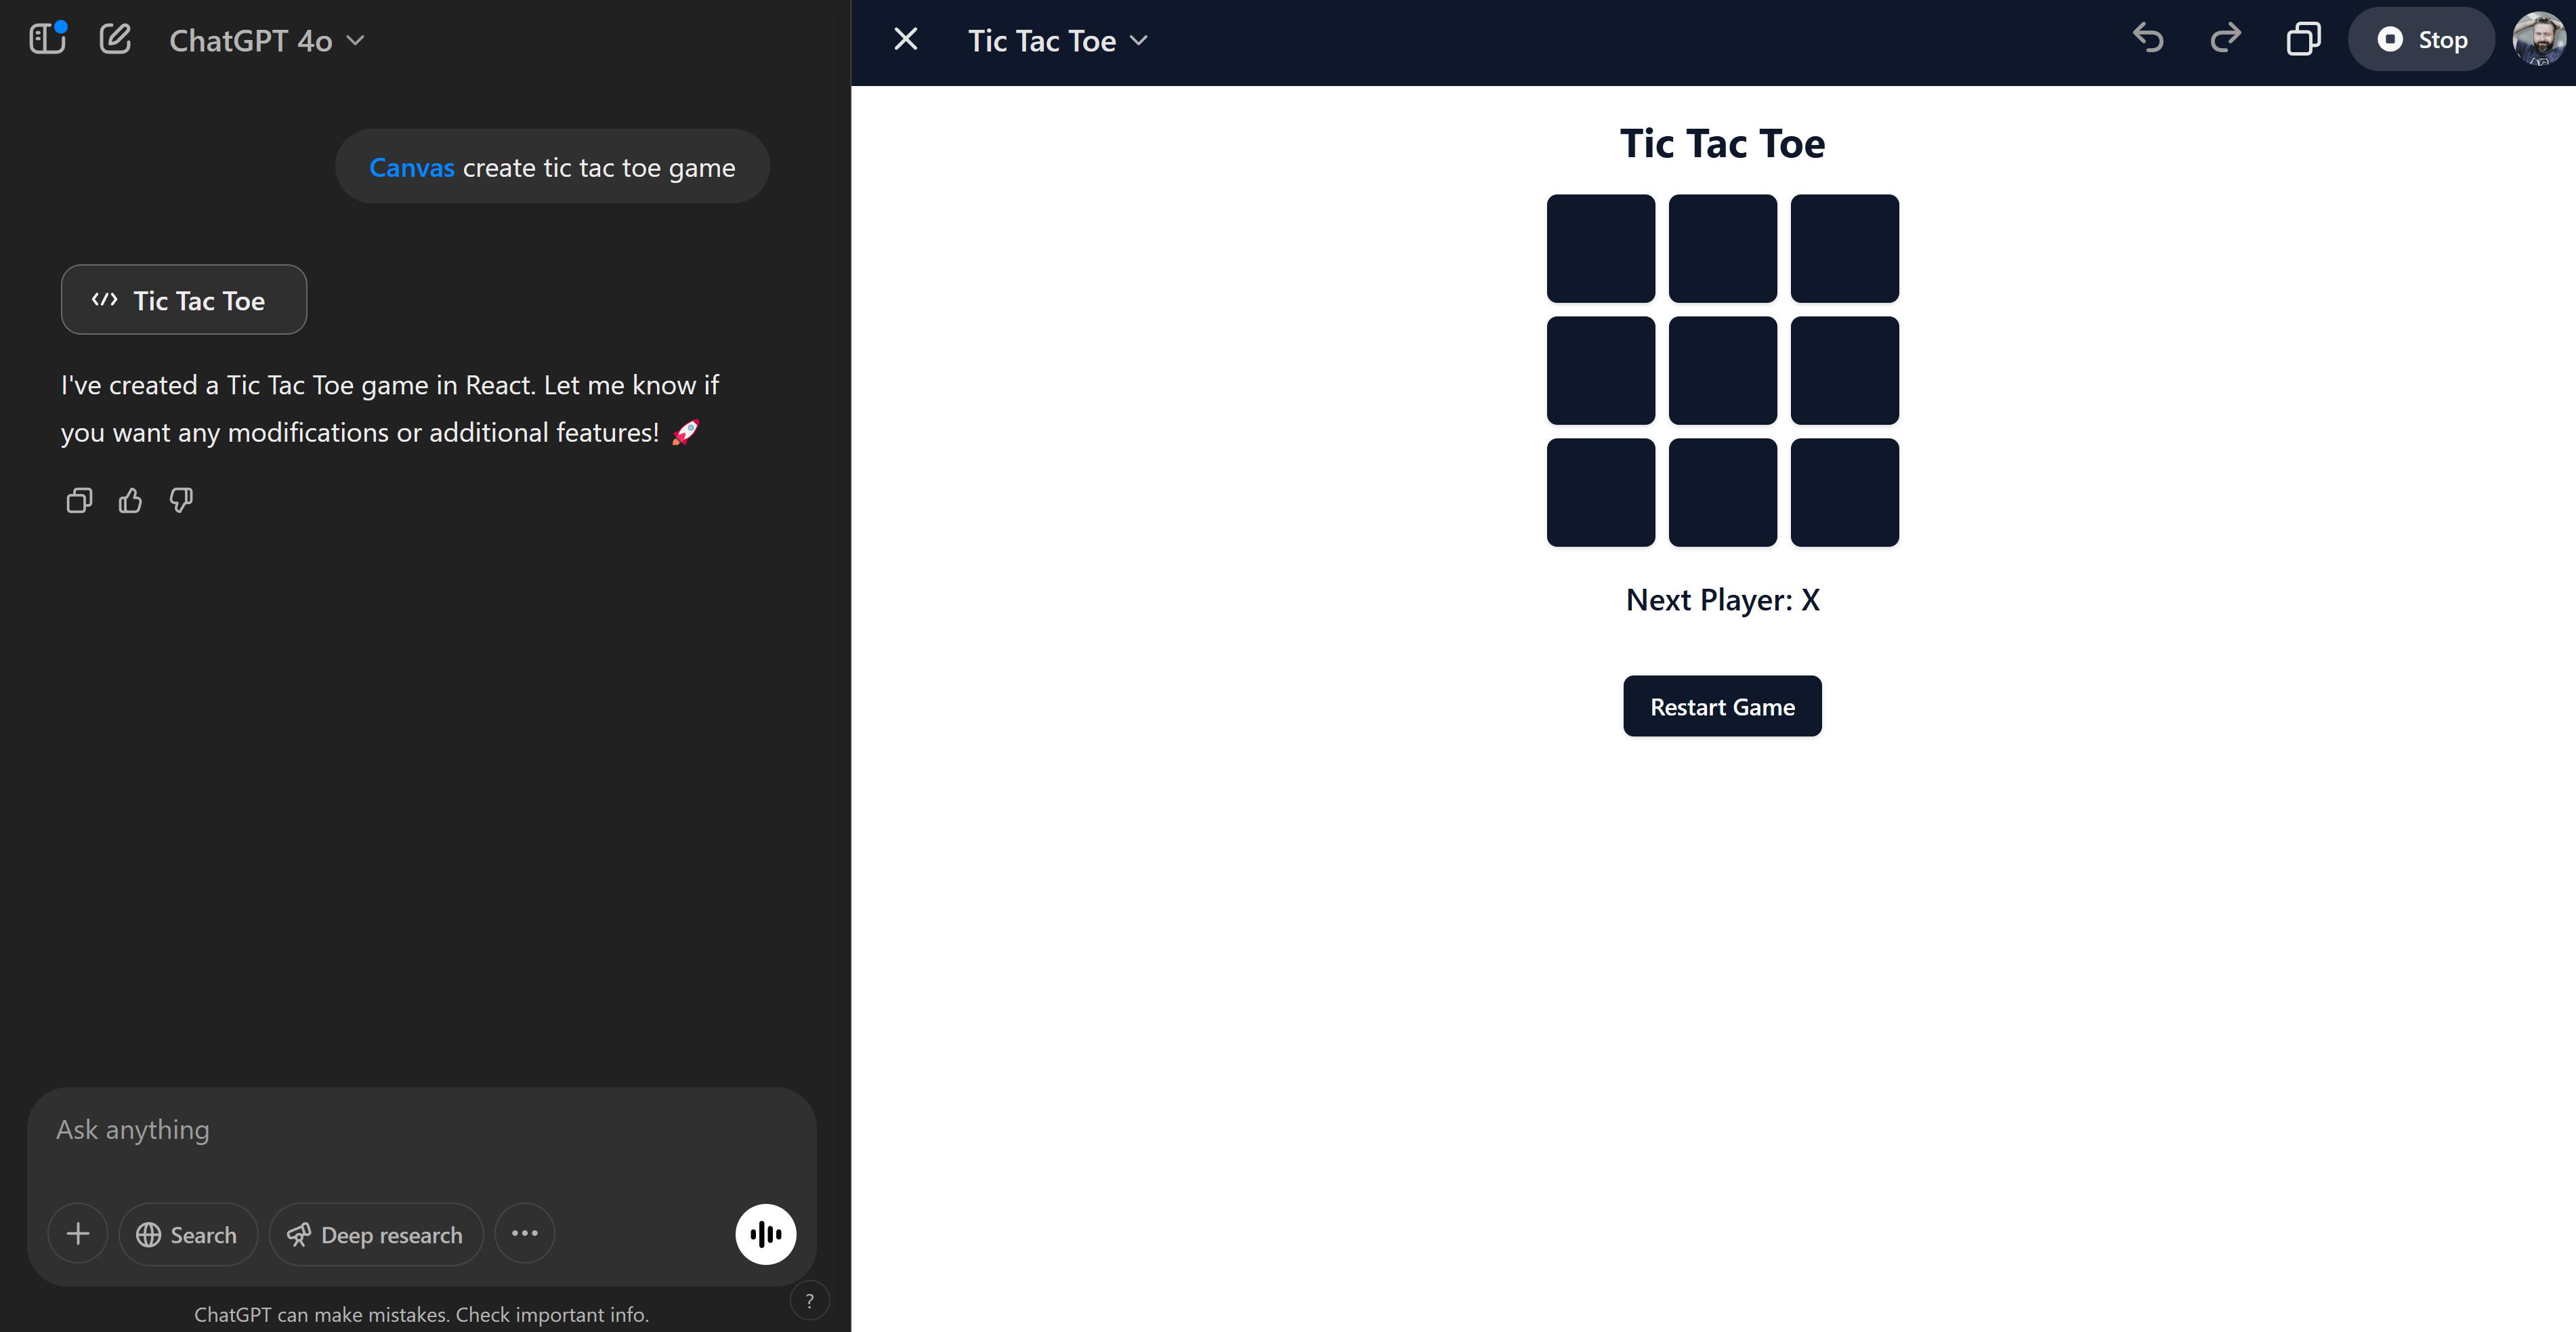 ChatGPT 4o
Canvas create tic tac toe game
Tic Tac Toe
I've created a Tic Tac Toe game in React. Let me know if
you want any modifications or additional features! 🚀
Ask anything
Search
Deep research
ChatGPT can make mistakes. Check important info.
?
Tic Tac Toe
Stop
Tic Tac Toe
Next Player: X
Restart Game